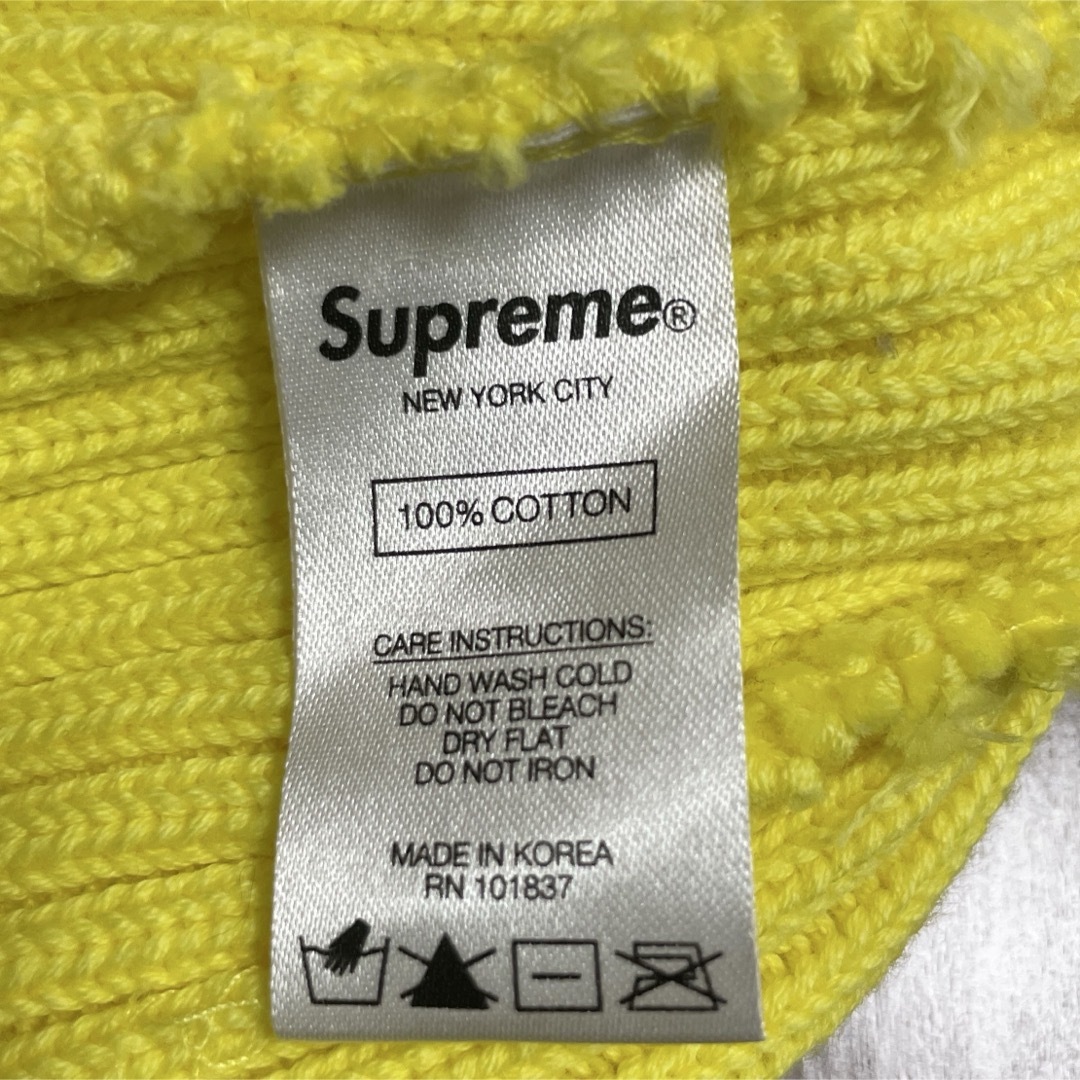 Supreme®
NEW YORK CITY
100% COTTON
CARE INSTRUCTIONS:
HAND WASH COLD
DO NOT BLEACH
DRY FLAT
DO NOT IRON
MADE IN KOREA
RN 101837